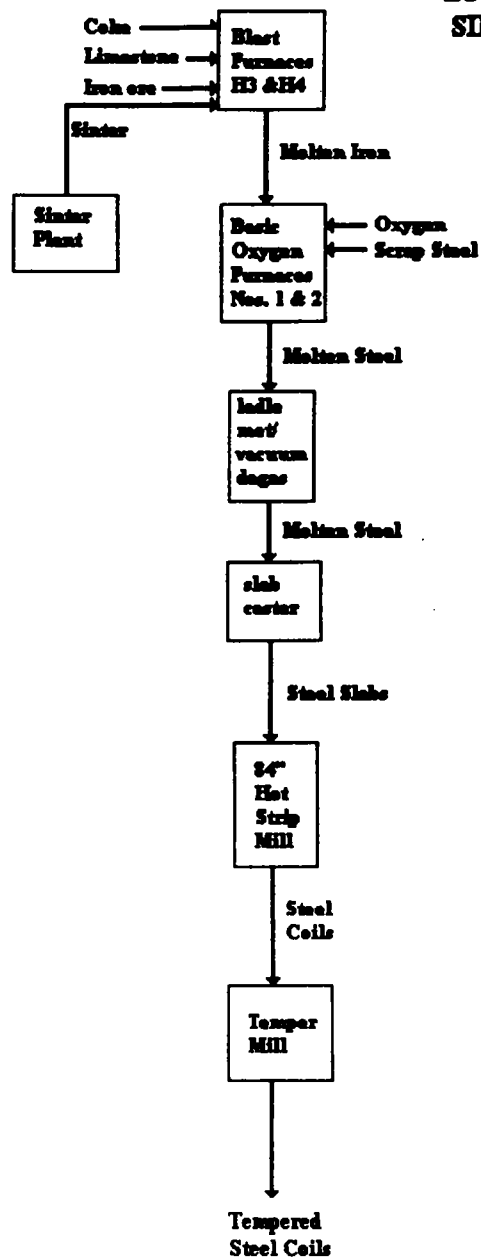 SI
Coke
Limestone
Iron ore
Sinter
Blast
Furnaces
H3 &H4
Molten Iron
Sinter
Plant
Basic
Oxygen
Furnaces
Nos. 1 & 2
Oxygen
Scrap Steel
Molten Steel
ladle
met/
vacuum
degas
Molten Steel
slab
caster
Steel Slabs
84"
Hot
Strip
Mill
Steel
Coils
Temper
Mill
Tempered
Steel Coils